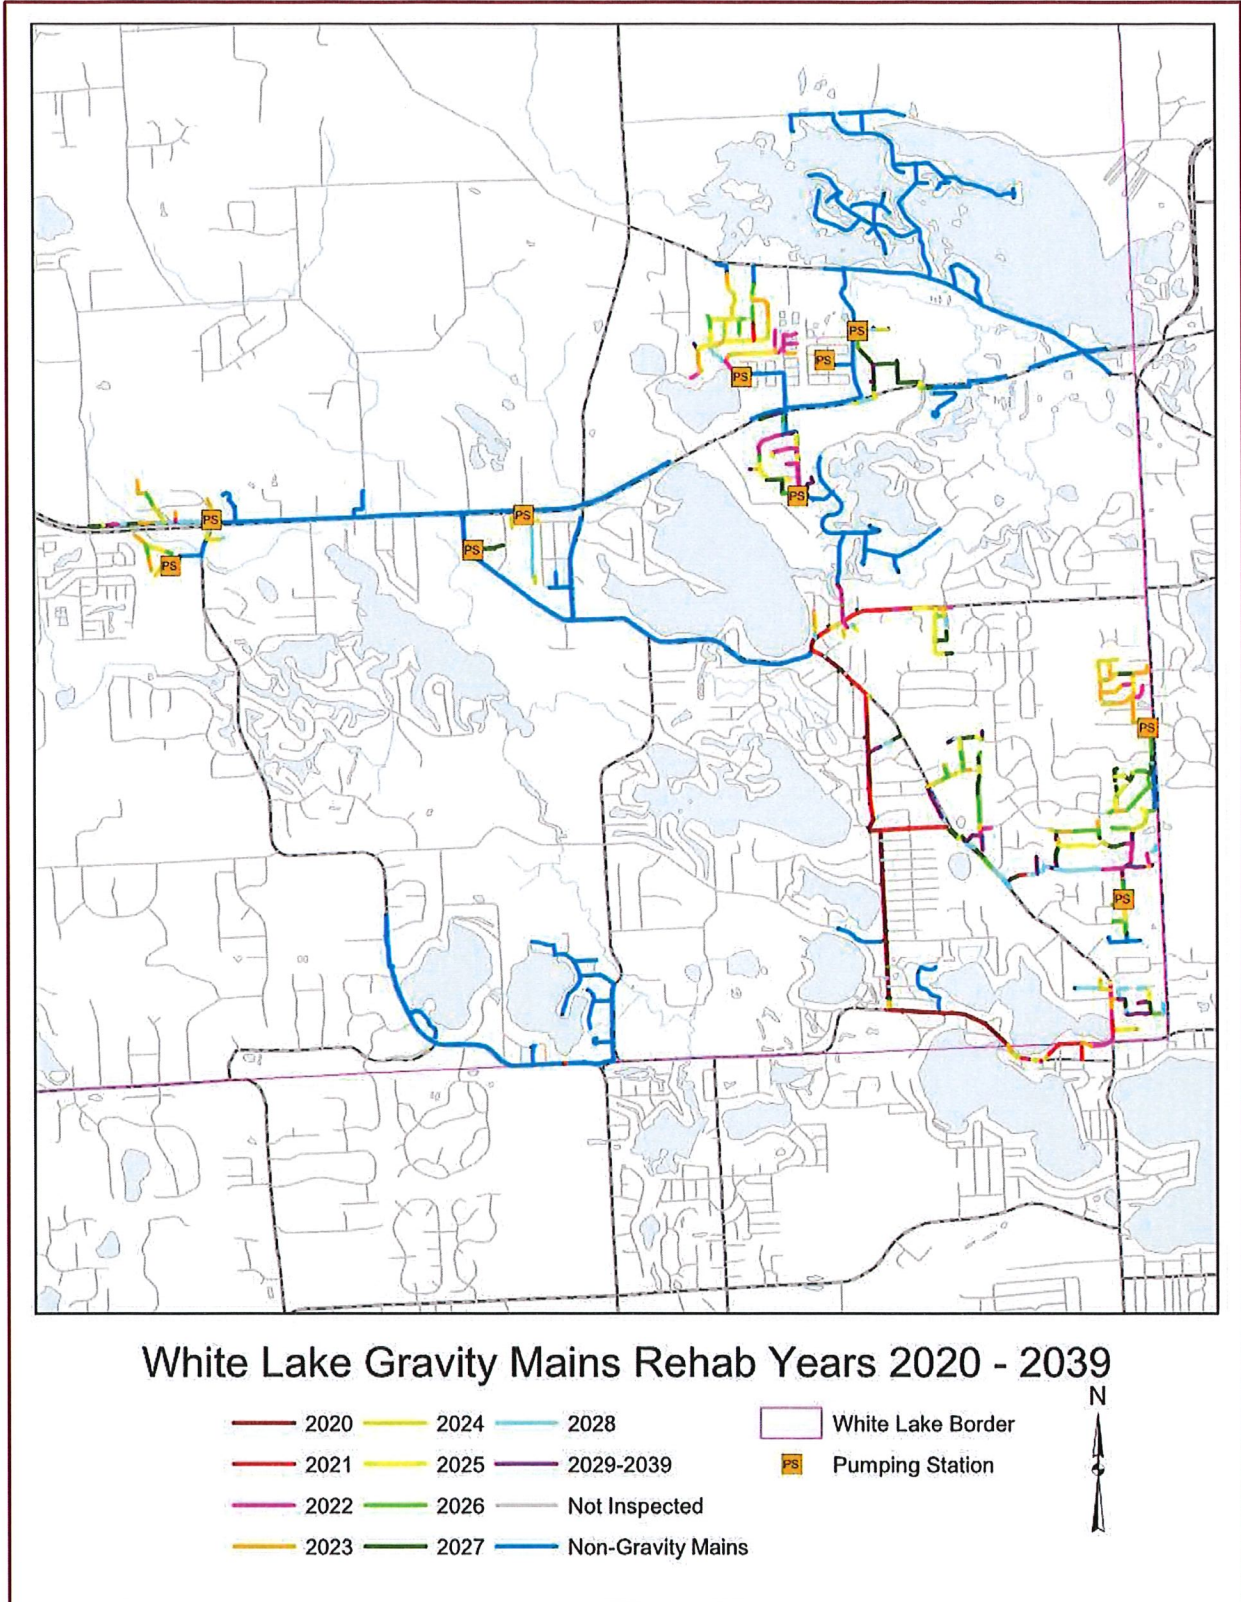 PS
PS
PS
PS
PS
PS
PS
PS
PS
PS
PS
White Lake Gravity Mains Rehab Years 2020 - 2039
N
2020 2024 2028 White Lake Border
2021 2025 2029-2039 PS Pumping Station
2022 2026 Not Inspected
2023 2027 Non-Gravity Mains